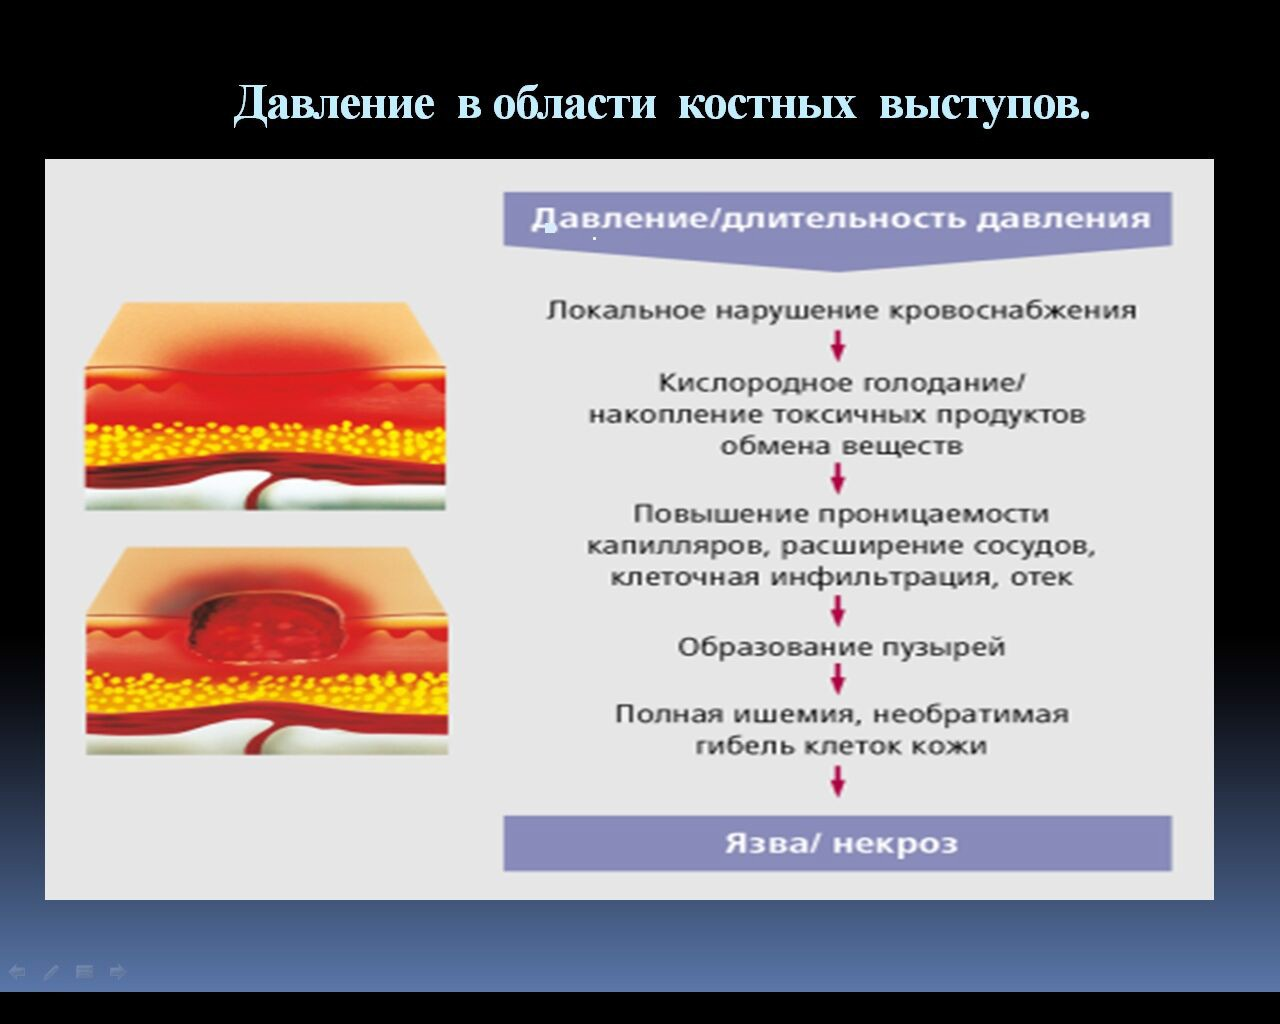 Давление в области костных выступов.
Давление/длительность давления
Локальное нарушение кровоснабжения
Кислородное голодание/
накопление токсичных продуктов
обмена веществ
Повышение проницаемости
капилляров, расширение сосудов,
клеточная инфильтрация, отек
Образование пузырей
Полная ишемия, необратимая
гибель клеток кожи
Язва/ некроз